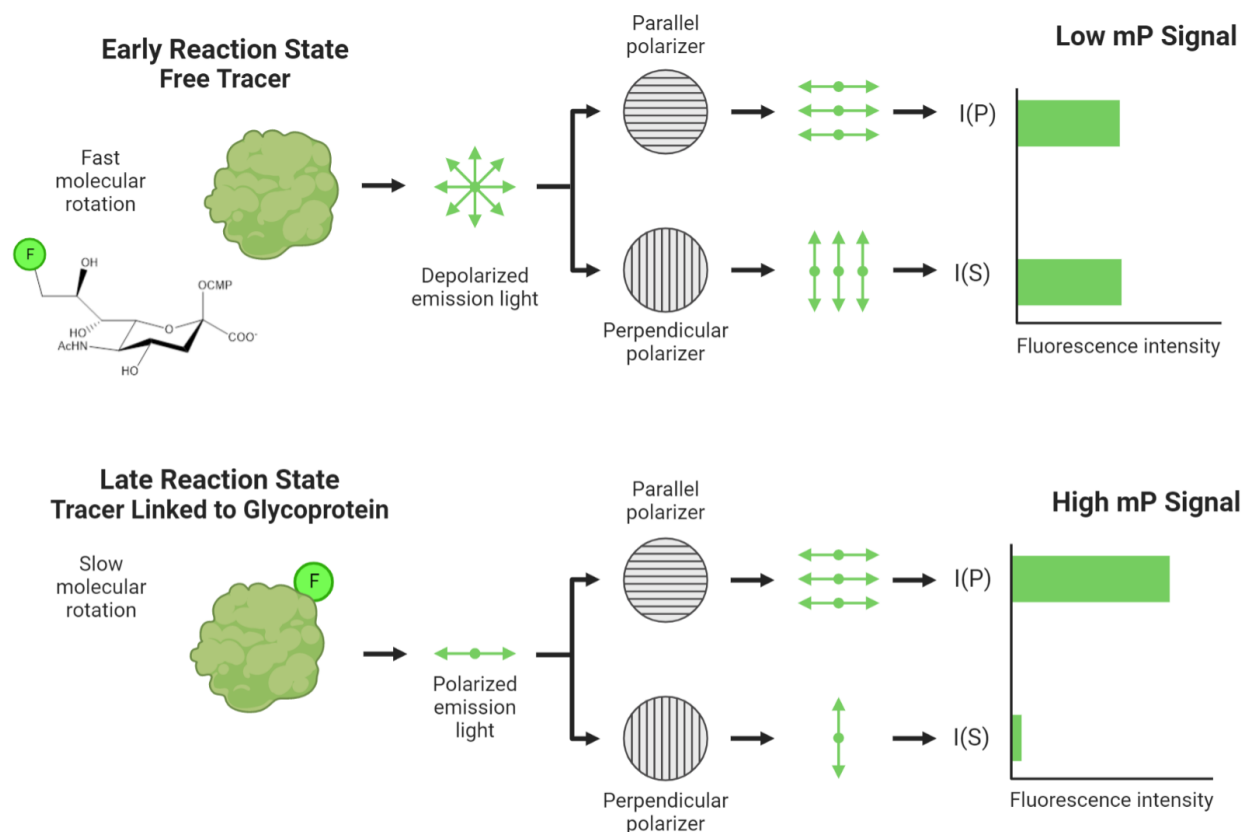 Early Reaction State
Free Tracer
Fast
molecular
rotation
F
OH
HO
AcHN
HO
O
OCMP
COO⁻
Depolarized
emission light
Parallel
polarizer
Perpendicular
polarizer
I(P)
I(S)
Low mP Signal
Fluorescence intensity
Late Reaction State
Tracer Linked to Glycoprotein
Slow
molecular
rotation
F
Polarized
emission
light
Parallel
polarizer
Perpendicular
polarizer
I(P)
I(S)
High mP Signal
Fluorescence intensity